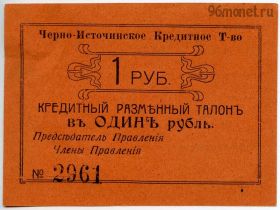 96monet.ru
Черно-Источинское Кредитное Т-во
1 РУБ.
КРЕДИТНЫЙ РАЗМѢННЫЙ ТАЛОНЪ
въ ОДИНЪ рубль.
Предсѣдатель Правленія
Члены Правленія
№ 2961